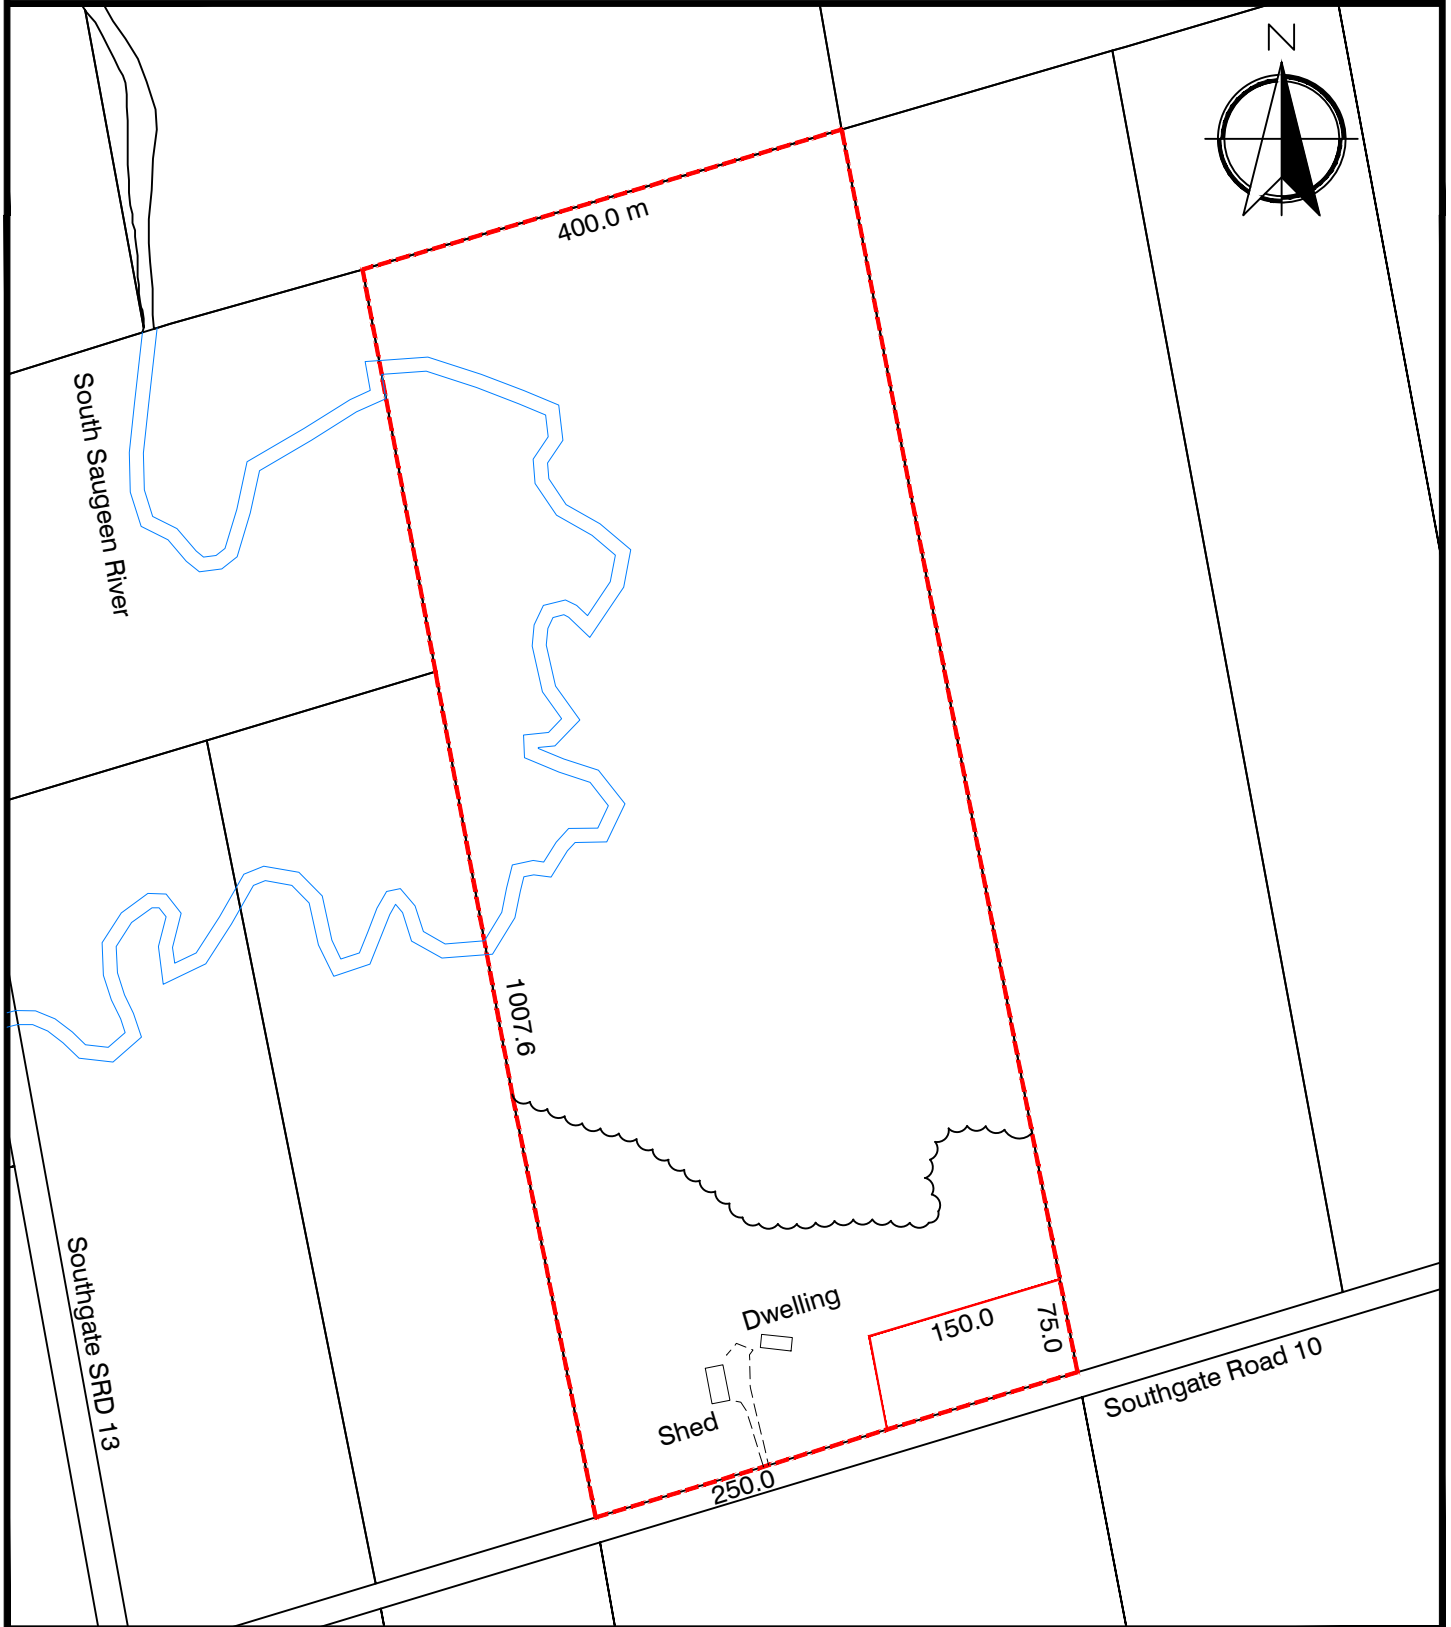 N
400.0 m
South Saugeen River
1007.6
Southgate SRD 13
Dwelling
150.0
75.0
Southgate Road 10
Shed
250.0